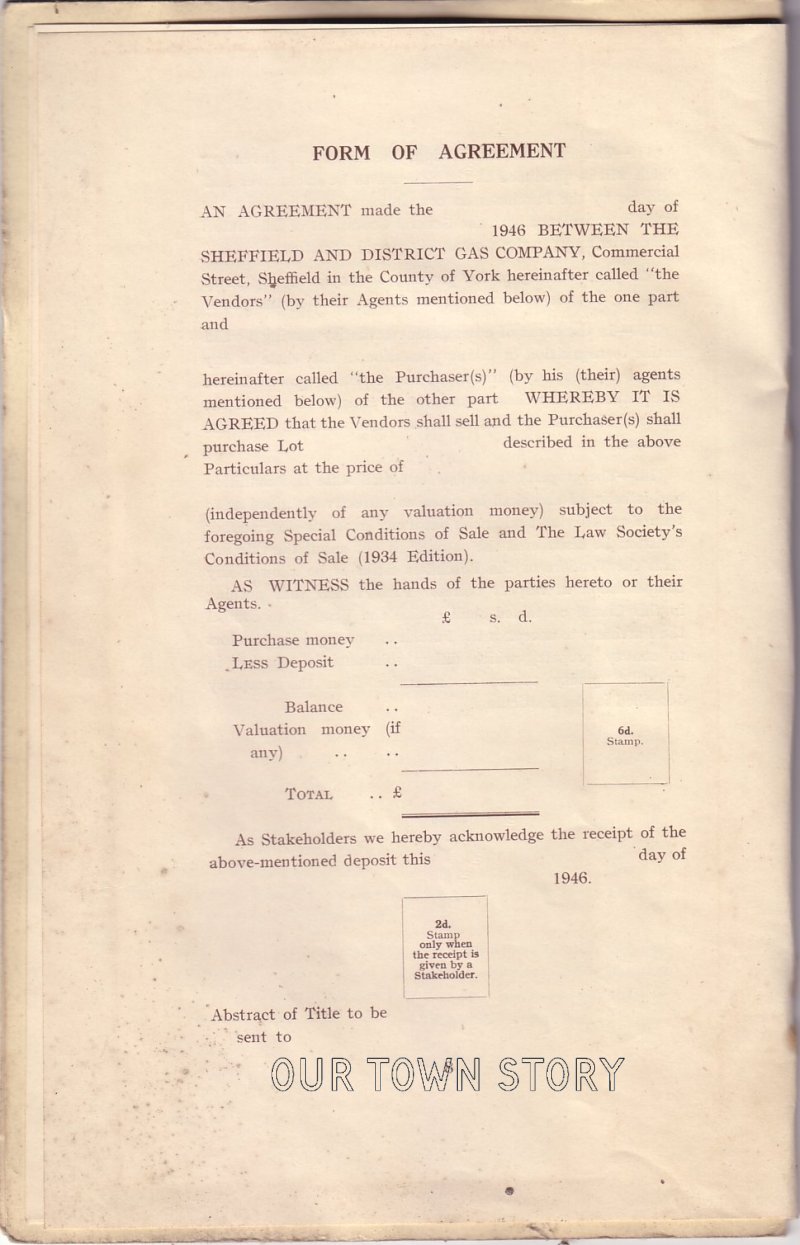 FORM OF AGREEMENT
AN AGREEMENT made the day of
1946 BETWEEN THE
SHEFFIELD AND DISTRICT GAS COMPANY, Commercial
Street, Sheffield in the County of York hereinafter called "the
Vendors" (by their Agents mentioned below) of the one part
and
hereinafter called "the Purchaser(s)" (by his (their) agents
mentioned below) of the other part WHEREBY IT IS
AGREED that the Vendors shall sell and the Purchaser(s) shall
purchase Lot described in the above
Particulars at the price of
(independently of any valuation money) subject to the
foregoing Special Conditions of Sale and The Law Society's
Conditions of Sale (1934 Edition).
AS WITNESS the hands of the parties hereto or their
Agents.
£ s. d.
Purchase money ..
LESS Deposit ..
Balance ..
Valuation money (if
any) .. ..
6d.
Stamp.
TOTAL .. £
As Stakeholders we hereby acknowledge the receipt of the
above-mentioned deposit this day of
1946.
2d.
Stamp
only when
the receipt is
given by a
Stakeholder.
Abstract of Title to be
sent to
OUR TOWN STORY